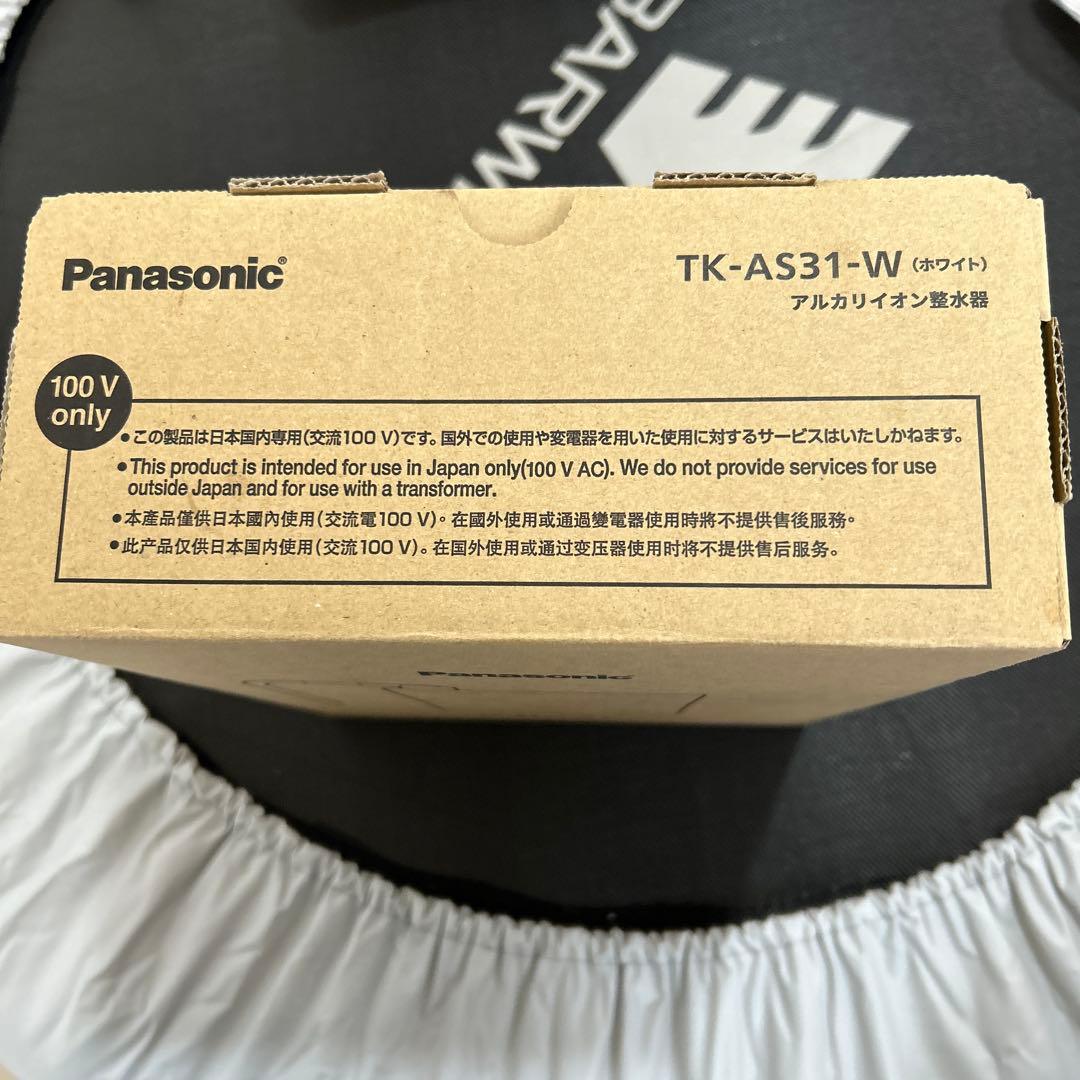 BARWI
Panasonic®
TK-AS31-W (ホワイト)
アルカリイオン整水器
100 V
only
●この製品は日本国内専用(交流100 V)です。国外での使用や変電器を用いた使用に対するサービスはいたしかねます。
●This product is intended for use in Japan only(100 V AC). We do not provide services for use
outside Japan and for use with a transformer.
●本產品僅供日本國內使用(交流電100 V)。在國外使用或通過變電器使用時將不提供售後服務。
●此产品仅供日本国内使用(交流100 V)。在国外使用或通过变压器使用时将不提供售后服务。
Panasonic